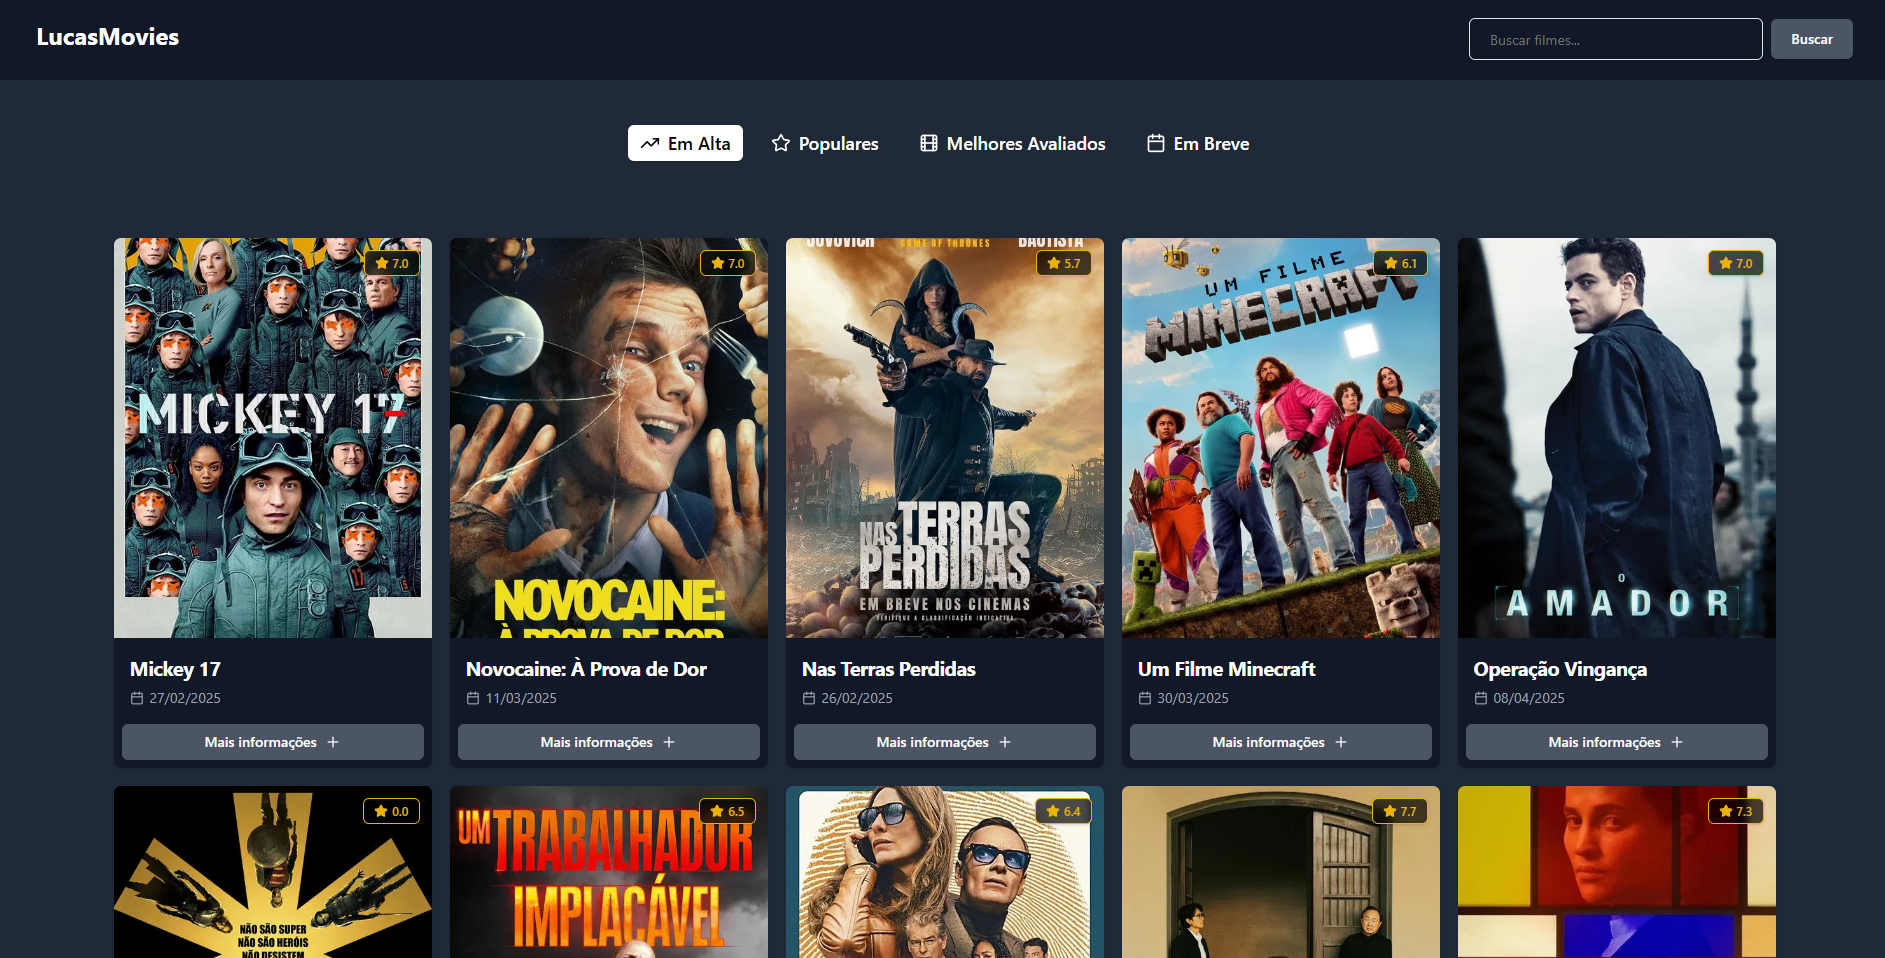 LucasMovies
Buscar filmes...
Buscar
Em Alta
Populares
Melhores Avaliados
Em Breve
7.0
MICKEY 17
Mickey 17
27/02/2025
Mais informações
7.0
NOVOCAINE:
À PROVA DE DOR
Novocaine: À Prova de Dor
11/03/2025
Mais informações
JOVOVICH
GAME OF THRONES
BAUTISTA
5.7
NAS TERRAS
PERDIDAS
EM BREVE NOS CINEMAS
VERIFIQUE A CLASSIFICAÇÃO INDICATIVA
Nas Terras Perdidas
26/02/2025
Mais informações
6.1
UM FILME
MINECRAFT
Um Filme Minecraft
30/03/2025
Mais informações
7.0
O
AMADOR
Operação Vingança
08/04/2025
Mais informações
0.0
NÃO SÃO SUPER
NÃO SÃO HERÓIS
NÃO DESISTEM
6.5
UM TRABALHADOR
IMPLACÁVEL
6.4
7.7
7.3